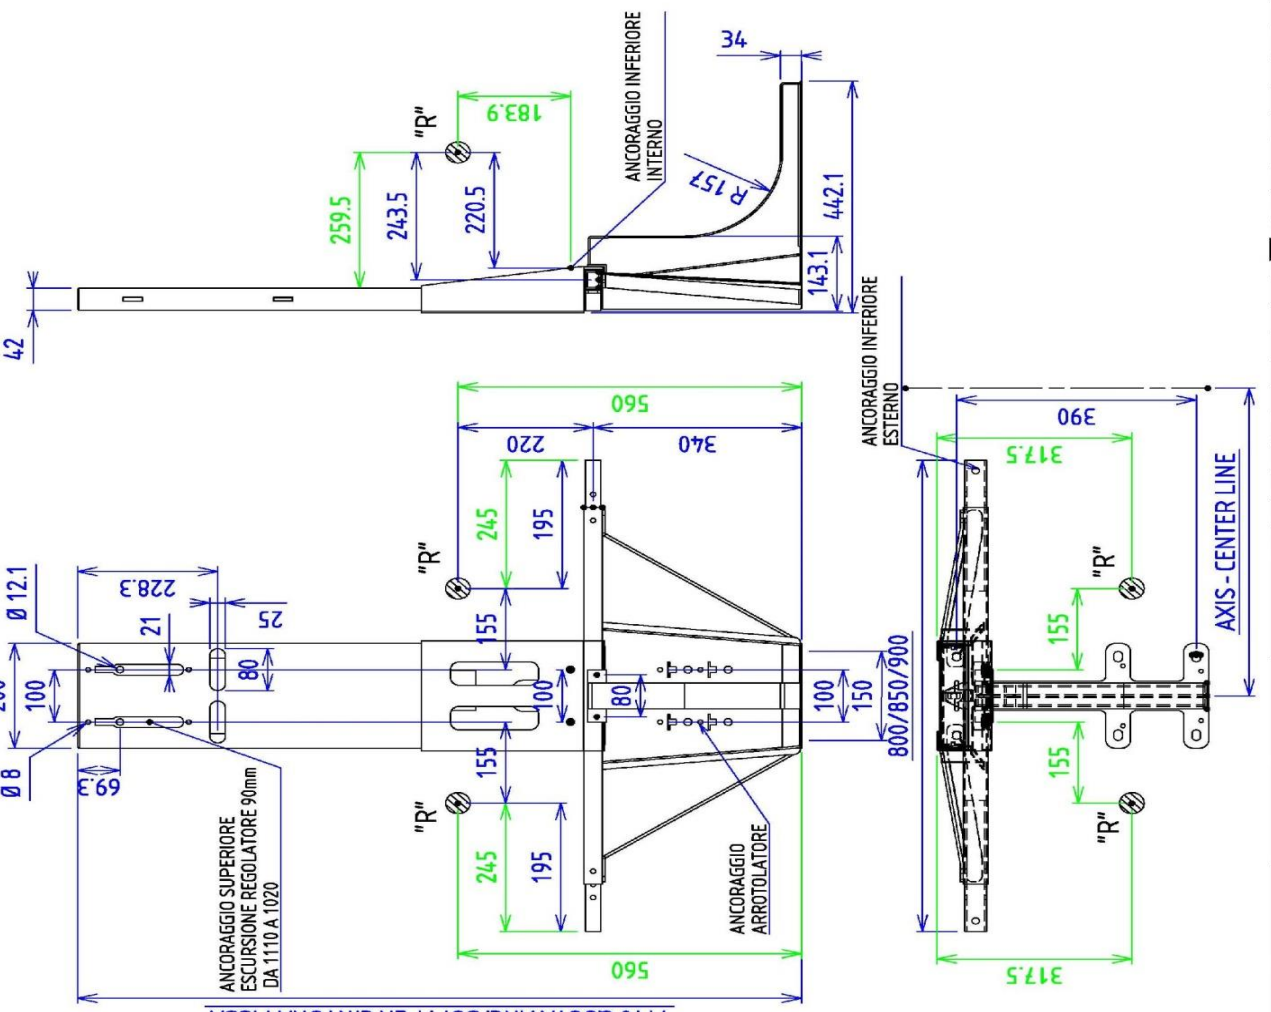 34
"R"
183.9
ANCORAGGIO INFERIORE
INTERNO
259.5
243.5
220.5
R 157
442.1
143.1
42
ANCORAGGIO INFERIORE
ESTERNO
560
220
340
390
317.5
245
195
"R"
Ø 12.1
228.3
21
25
155
"R"
AXIS - CENTER LINE
100
80
100
80
100
150
800/850/900
155
Ø 8
69.3
155
155
"R"
"R"
ANCORAGGIO SUPERIORE
ESCURSIONE REGOLATORE 90mm
DA 1110 A 1020
245
195
ANCORAGGIO
ARROTOLATORE
560
317.5